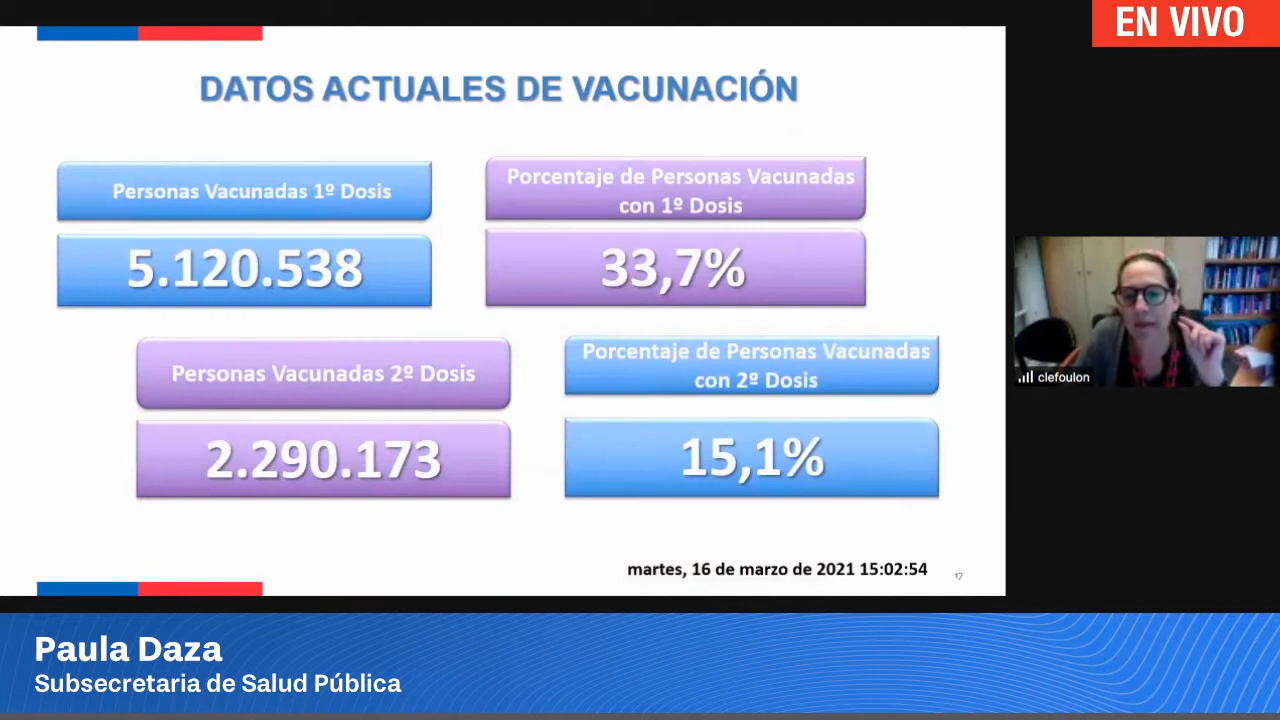 EN VIVO
DATOS ACTUALES DE VACUNACIÓN
Personas Vacunadas 1º Dosis
5.120.538
Porcentaje de Personas Vacunadas
con 1º Dosis
33,7%
Personas Vacunadas 2º Dosis
2.290.173
Porcentaje de Personas Vacunadas
con 2º Dosis
15,1%
martes, 16 de marzo de 2021 15:02:54
17
clefoulon
Paula Daza
Subsecretaria de Salud Pública